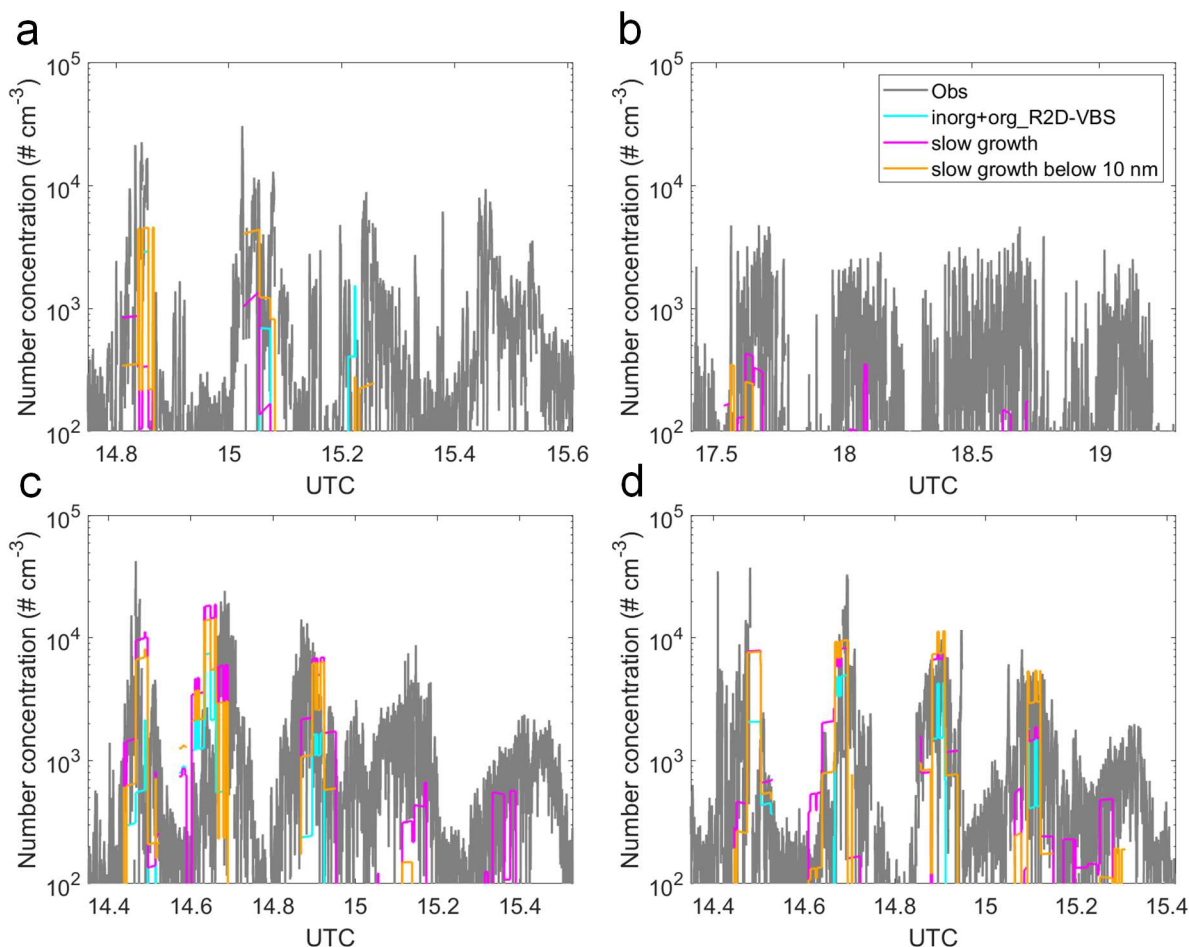 a
10^5
10^4
10^3
10^2
Number concentration (# cm^-3)
14.8 15 15.2 15.4 15.6
UTC
b
10^5
10^4
10^3
10^2
Number concentration (# cm^-3)
Obs
inorg+org_R2D-VBS
slow growth
slow growth below 10 nm
17.5 18 18.5 19
UTC
c
10^5
10^4
10^3
10^2
Number concentration (# cm^-3)
14.4 14.6 14.8 15 15.2 15.4
UTC
d
10^5
10^4
10^3
10^2
Number concentration (# cm^-3)
14.4 14.6 14.8 15 15.2 15.4
UTC